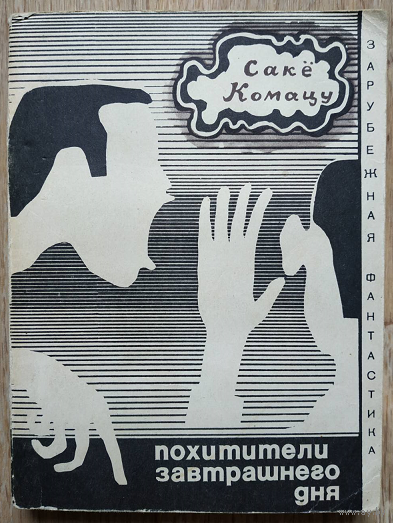 Сакё
Комацу
ЗАРУБЕЖНАЯ ФАНТАСТИКА
похитители
завтрашнего
дня